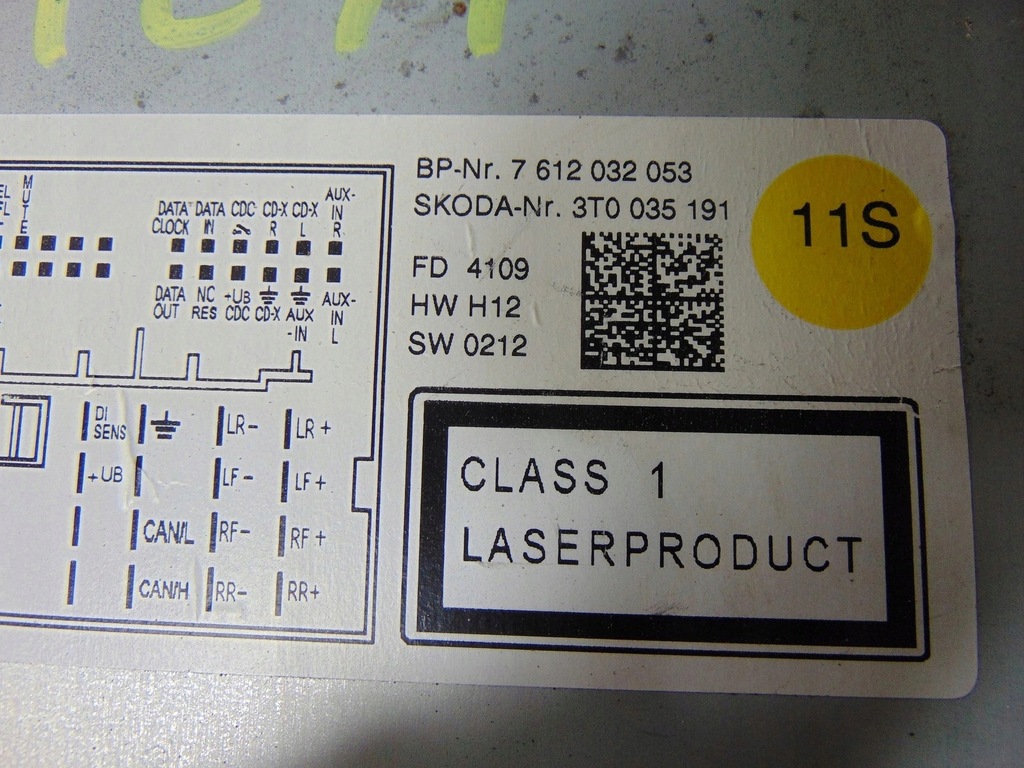 BP-Nr. 7 612 032 053
SKODA-Nr. 3T0 035 191
11S
FD 4109
HW H12
SW 0212
CLASS 1
LASERPRODUCT
MUTE
DATA CLOCK
DATA IN
CDC
CD-X R
CD-X L
AUX-IN R
DATA OUT
NC RES
+UB CDC
CD-X
AUX-IN
AUX-IN L
DI SENS
LR-
LR+
+UB
LF-
LF+
CAN/L
RF-
RF+
CAN/H
RR-
RR+